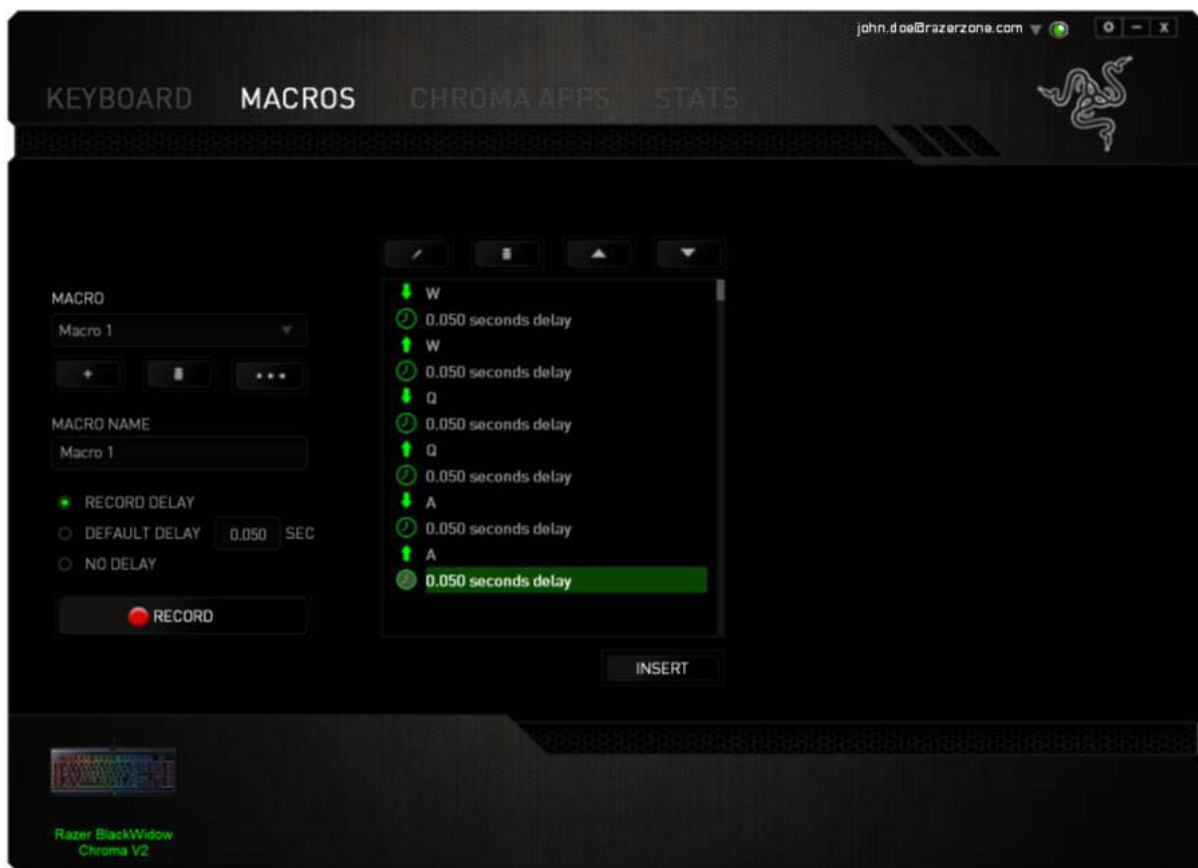 john.doe@razerzone.com
KEYBOARD MACROS CHROMA APPS STATS
MACRO
Macro 1
MACRO NAME
Macro 1
RECORD DELAY
DEFAULT DELAY 0.050 SEC
NO DELAY
RECORD
W
0.050 seconds delay
W
0.050 seconds delay
Q
0.050 seconds delay
Q
0.050 seconds delay
A
0.050 seconds delay
A
0.050 seconds delay
INSERT
Razer BlackWidow
Chroma V2